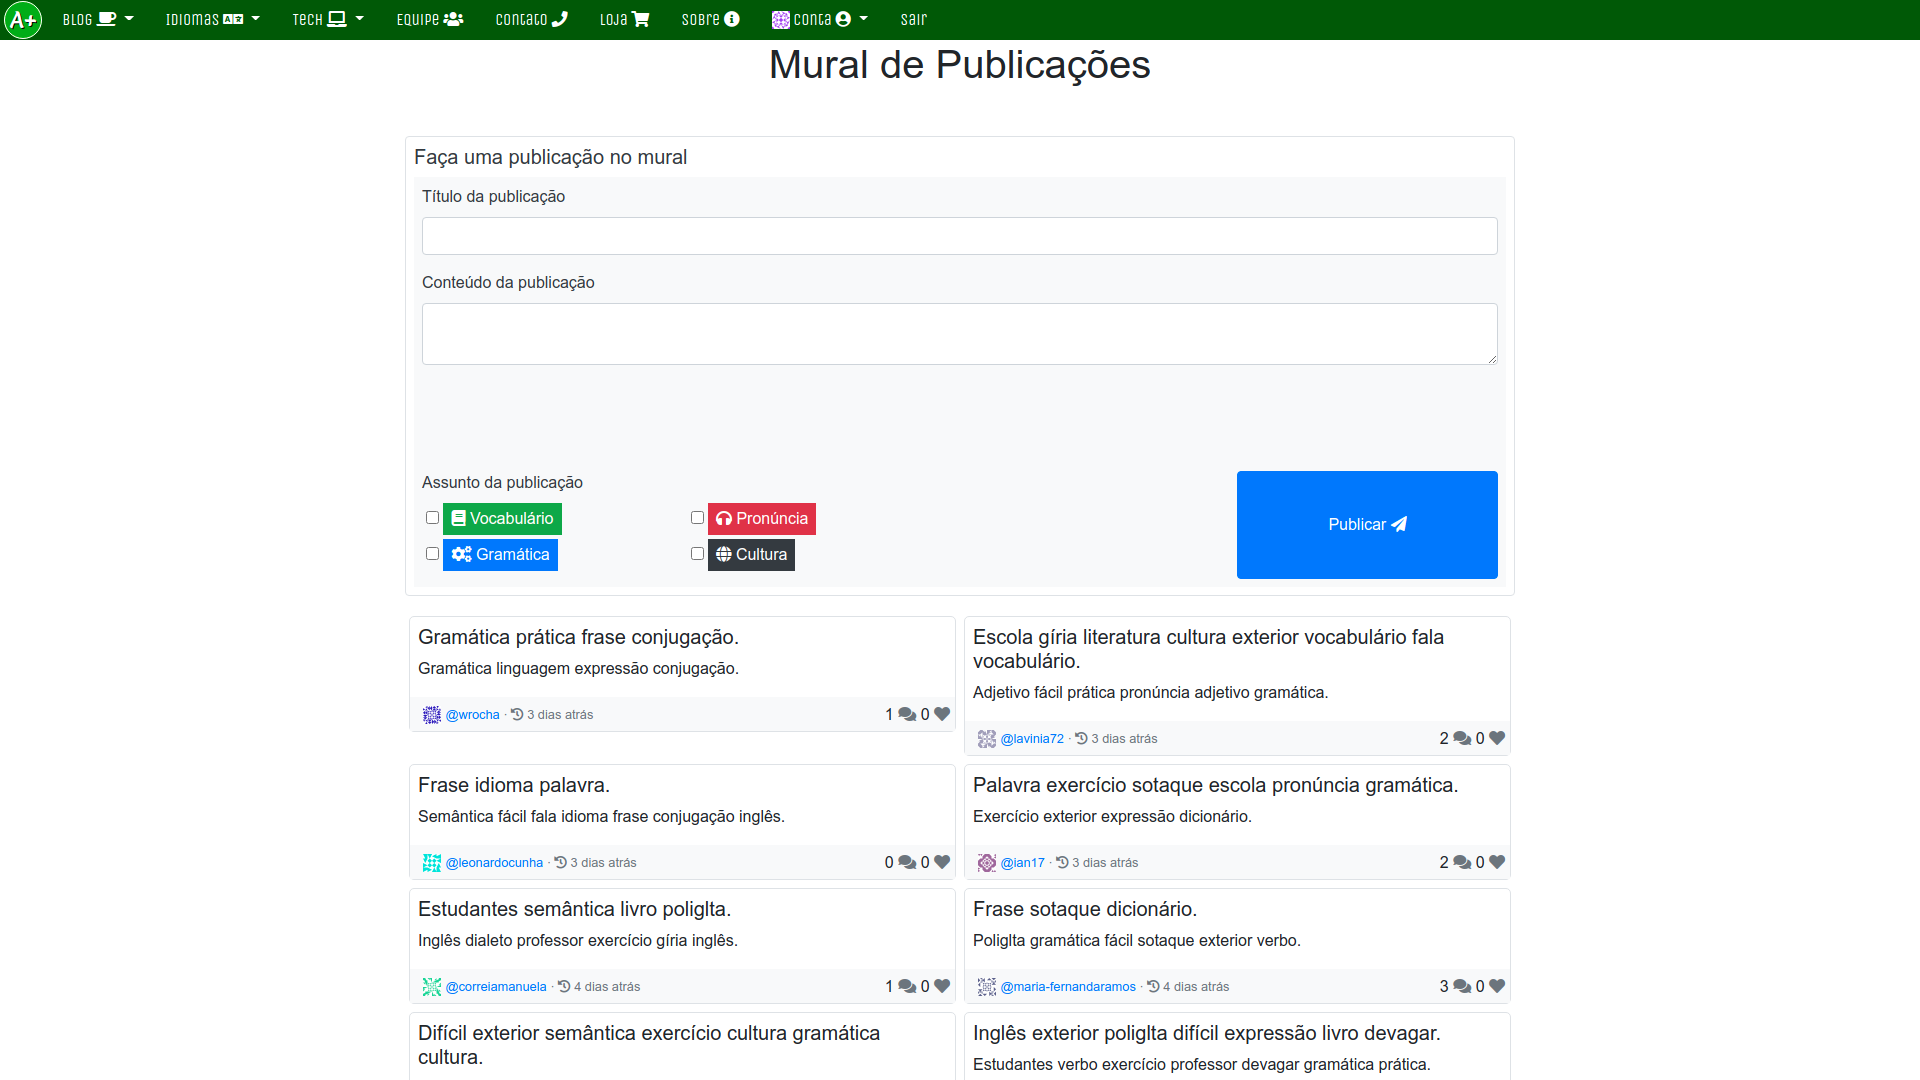 A+ BLOG Idiomas Tech Equipe Contato Loja Sobre Conta Sair
Mural de Publicações
Faça uma publicação no mural
Título da publicação
Conteúdo da publicação
Assunto da publicação
Vocabulário
Pronúncia
Gramática
Cultura
Publicar
Gramática prática frase conjugação.
Gramática linguagem expressão conjugação.
@wrocha · 3 dias atrás 1 0
Escola gíria literatura cultura exterior vocabulário fala
vocabulário.
Adjetivo fácil prática pronúncia adjetivo gramática.
@lavinia72 · 3 dias atrás 2 0
Frase idioma palavra.
Semântica fácil fala idioma frase conjugação inglês.
@leonardocunha · 3 dias atrás 0 0
Palavra exercício sotaque escola pronúncia gramática.
Exercício exterior expressão dicionário.
@ian17 · 3 dias atrás 2 0
Estudantes semântica livro poliglta.
Inglês dialeto professor exercício gíria inglês.
@correiamanuela · 4 dias atrás 1 0
Frase sotaque dicionário.
Poliglta gramática fácil sotaque exterior verbo.
@maria-fernandaramos · 4 dias atrás 3 0
Difícil exterior semântica exercício cultura gramática
cultura.
Inglês exterior poliglta difícil expressão livro devagar.
Estudantes verbo exercício professor devagar gramática prática.